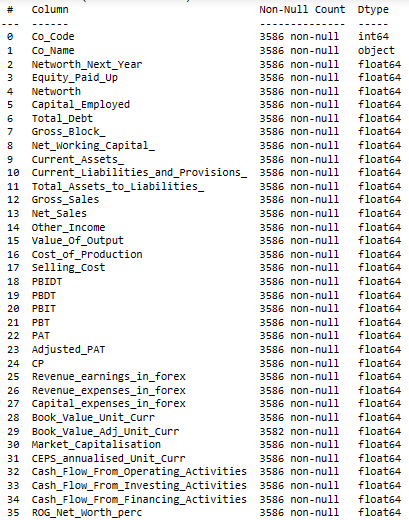 #   Column   Non-Null Count   Dtype
---  ------   --------------   -----
0   Co_Code   3586 non-null   int64
1   Co_Name   3586 non-null   object
2   Networth_Next_Year   3586 non-null   float64
3   Equity_Paid_Up   3586 non-null   float64
4   Networth   3586 non-null   float64
5   Capital_Employed   3586 non-null   float64
6   Total_Debt   3586 non-null   float64
7   Gross_Block_   3586 non-null   float64
8   Net_Working_Capital_   3586 non-null   float64
9   Current_Assets_   3586 non-null   float64
10   Current_Liabilities_and_Provisions_   3586 non-null   float64
11   Total_Assets_to_Liabilities_   3586 non-null   float64
12   Gross_Sales   3586 non-null   float64
13   Net_Sales   3586 non-null   float64
14   Other_Income   3586 non-null   float64
15   Value_Of_Output   3586 non-null   float64
16   Cost_of_Production   3586 non-null   float64
17   Selling_Cost   3586 non-null   float64
18   PBIDT   3586 non-null   float64
19   PBDT   3586 non-null   float64
20   PBIT   3586 non-null   float64
21   PBT   3586 non-null   float64
22   PAT   3586 non-null   float64
23   Adjusted_PAT   3586 non-null   float64
24   CP   3586 non-null   float64
25   Revenue_earnings_in_forex   3586 non-null   float64
26   Revenue_expenses_in_forex   3586 non-null   float64
27   Capital_expenses_in_forex   3586 non-null   float64
28   Book_Value_Unit_Curr   3586 non-null   float64
29   Book_Value_Adj_Unit_Curr   3582 non-null   float64
30   Market_Capitalisation   3586 non-null   float64
31   CEPS_annualised_Unit_Curr   3586 non-null   float64
32   Cash_Flow_From_Operating_Activities   3586 non-null   float64
33   Cash_Flow_From_Investing_Activities   3586 non-null   float64
34   Cash_Flow_From_Financing_Activities   3586 non-null   float64
35   ROG_Net_Worth_perc   3586 non-null   float64